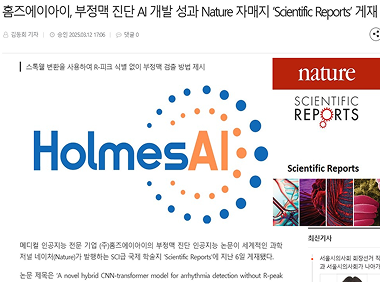 홈즈에이아이, 부정맥 진단 AI 개발 성과 Nature 자매지 'Scientific Reports' 게재
김동희 기자 승인 2025.03.12 17:06 댓글 0
스톡웰 변환을 사용하여 R-피크 식별 없이 부정맥 검출 방법 제시
HolmesAI
nature
SCIENTIFIC
REPORTS
Scientific Reports
메디컬 인공지능 전문 기업 (주)홈즈에이아이의 부정맥 진단 인공지능 논문이 세계적인 과학
저널 네이처(Nature)가 발행하는 SCI급 국제 학술지 'Scientific Reports'에 지난 6일 게재됐다.
논문 제목은 'A novel hybrid CNN-transformer model for arrhythmia detection without R-peak
최신기사
서울시의사회 회장선거 직
서울시의사회가 나아가